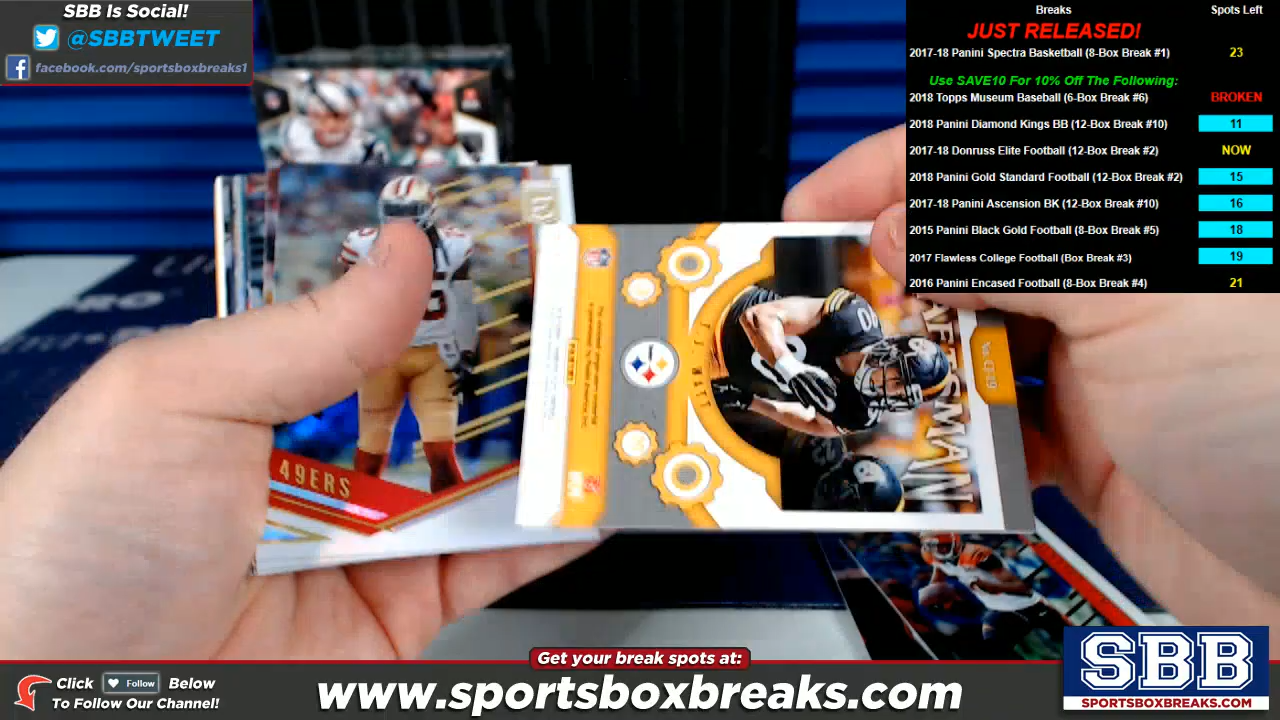 SBB Is Social!
@SBBTWEET
facebook.com/sportsboxbreaks1
Breaks Spots Left
JUST RELEASED!
2017-18 Panini Spectra Basketball (8-Box Break #1) 23
Use SAVE10 For 10% Off The Following:
2018 Topps Museum Baseball (6-Box Break #6) BROKEN
2018 Panini Diamond Kings BB (12-Box Break #10) 11
2017-18 Donruss Elite Football (12-Box Break #2) NOW
2018 Panini Gold Standard Football (12-Box Break #2) 15
2017-18 Panini Ascension BK (12-Box Break #10) 16
2015 Panini Black Gold Football (8-Box Break #5) 18
2017 Flawless College Football (Box Break #3) 19
2016 Panini Encased Football (8-Box Break #4) 21
49ERS
T.J. WATT
Get your break spots at:
www.sportsboxbreaks.com
Click Follow Below
To Follow Our Channel!
SBB
SPORTSBOXBREAKS.COM